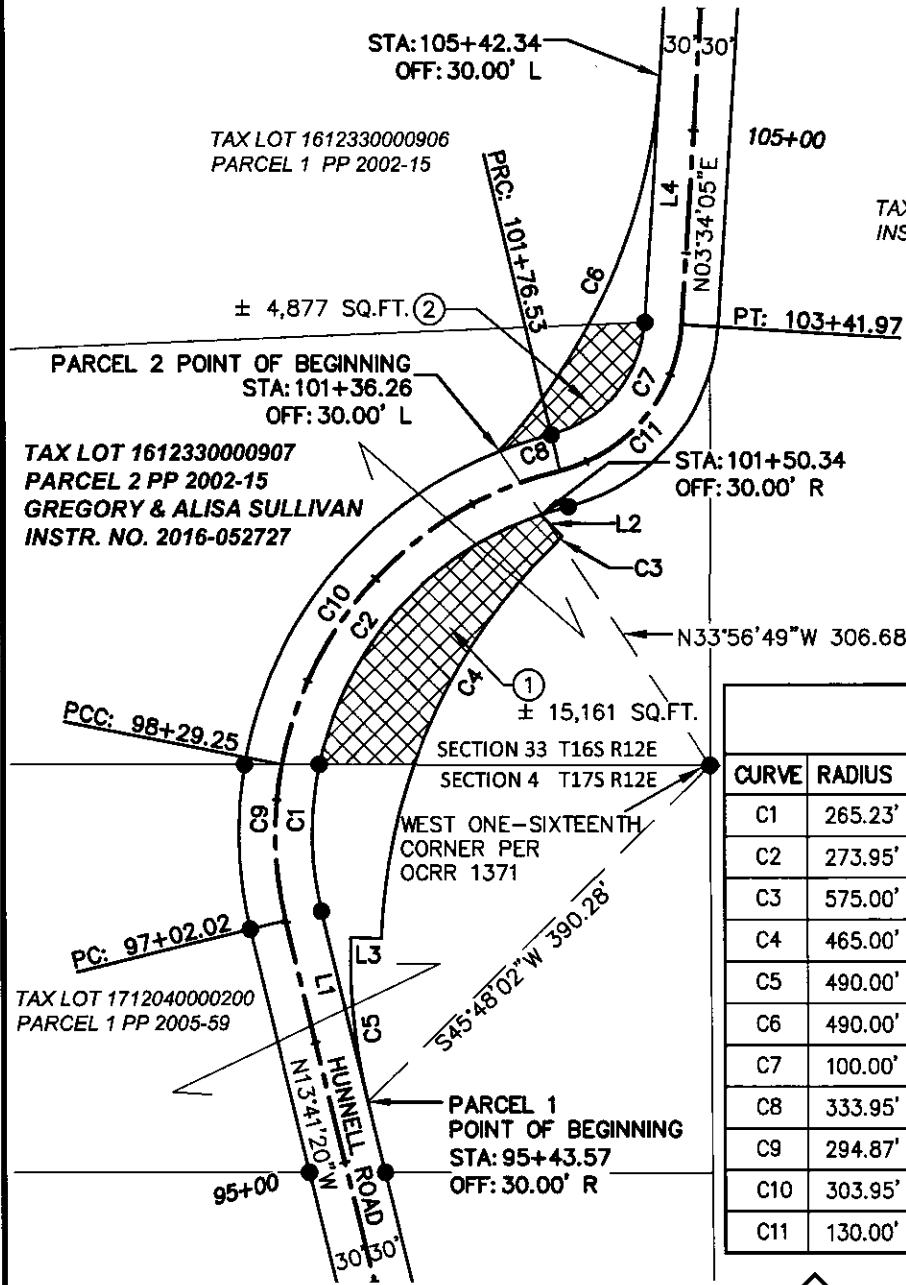 STA:105+42.34
OFF:30.00' L
30' 30'
TAX LOT 1612330000906
PARCEL 1 PP 2002-15
105+00
PRC: 101+76.53
L4
N03°34'05"E
TAX
INS
C6
± 4,877 SQ.FT. 2
PT: 103+41.97
PARCEL 2 POINT OF BEGINNING
STA:101+36.26
OFF:30.00' L
C7
C8
C11
TAX LOT 1612330000907
PARCEL 2 PP 2002-15
GREGORY & ALISA SULLIVAN
INSTR. NO. 2016-052727
STA:101+50.34
OFF:30.00' R
L2
C3
C10
C2
N33°56'49"W 306.68
C4
1
± 15,161 SQ.FT.
PCC: 98+29.25
SECTION 33 T16S R12E
SECTION 4 T17S R12E
C9
C1
WEST ONE-SIXTEENTH
CORNER PER
OCRR 1371
PC: 97+02.02
L3
L1
C5
S45°48'02"W 390.28'
TAX LOT 1712040000200
PARCEL 1 PP 2005-59
N13°41'20"W
HUNNELL ROAD
PARCEL 1
POINT OF BEGINNING
STA:95+43.57
OFF:30.00' R
95+00
30' 30'
CURVE RADIUS
C1 265.23'
C2 273.95'
C3 575.00'
C4 465.00'
C5 490.00'
C6 490.00'
C7 100.00'
C8 333.95'
C9 294.87'
C10 303.95'
C11 130.00'